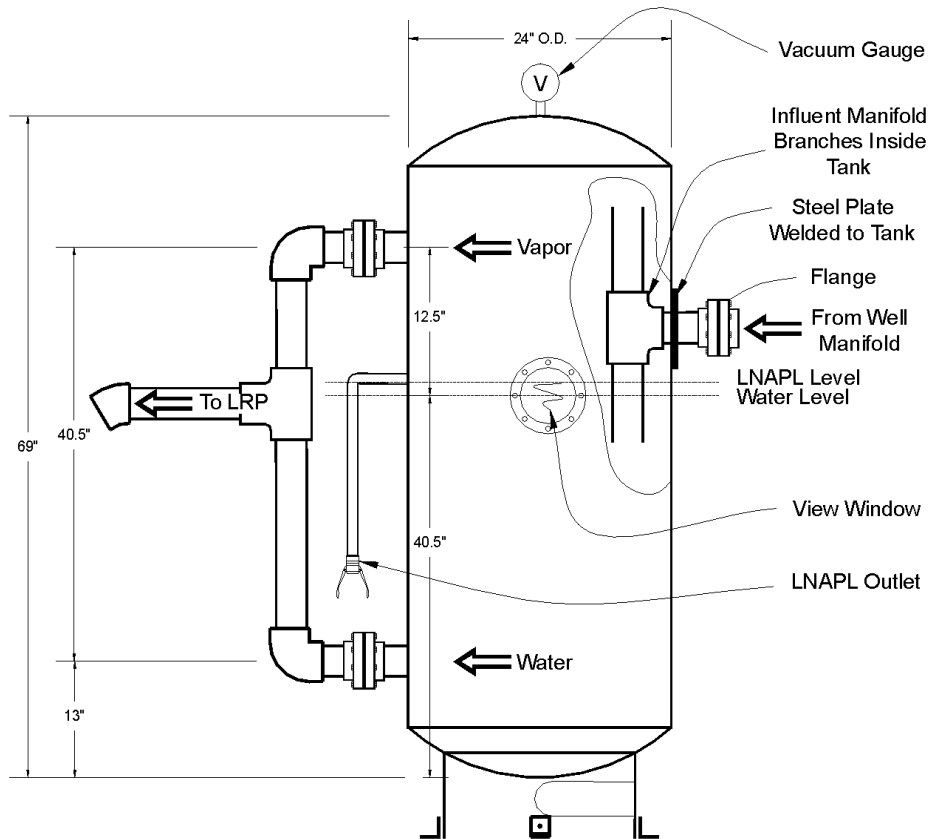 24" O.D.
Vacuum Gauge
V
Influent Manifold
Branches Inside
Tank
Steel Plate
Welded to Tank
Vapor
Flange
12.5"
From Well
Manifold
LNAPL Level
Water Level
To LRP
40.5"
69"
View Window
40.5"
LNAPL Outlet
Water
13"